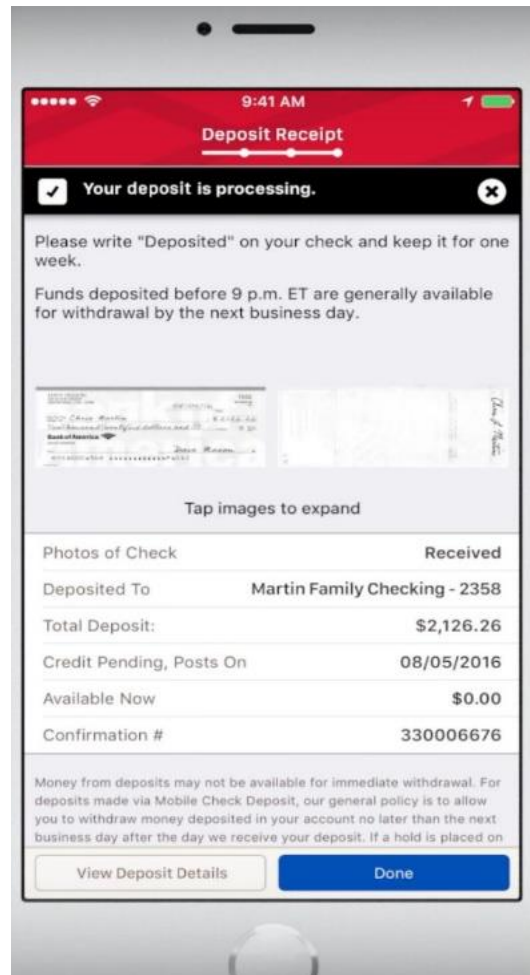 9:41 AM
Deposit Receipt
Your deposit is processing.
Please write "Deposited" on your check and keep it for one
week.
Funds deposited before 9 p.m. ET are generally available
for withdrawal by the next business day.
Chris Martin
Bank of America
Tap images to expand
Photos of Check Received
Deposited To Martin Family Checking - 2358
Total Deposit: $2,126.26
Credit Pending, Posts On 08/05/2016
Available Now $0.00
Confirmation # 330006676
Money from deposits may not be available for immediate withdrawal. For
deposits made via Mobile Check Deposit, our general policy is to allow
you to withdraw money deposited in your account no later than the next
business day after the day we receive your deposit. If a hold is placed on
View Deposit Details Done